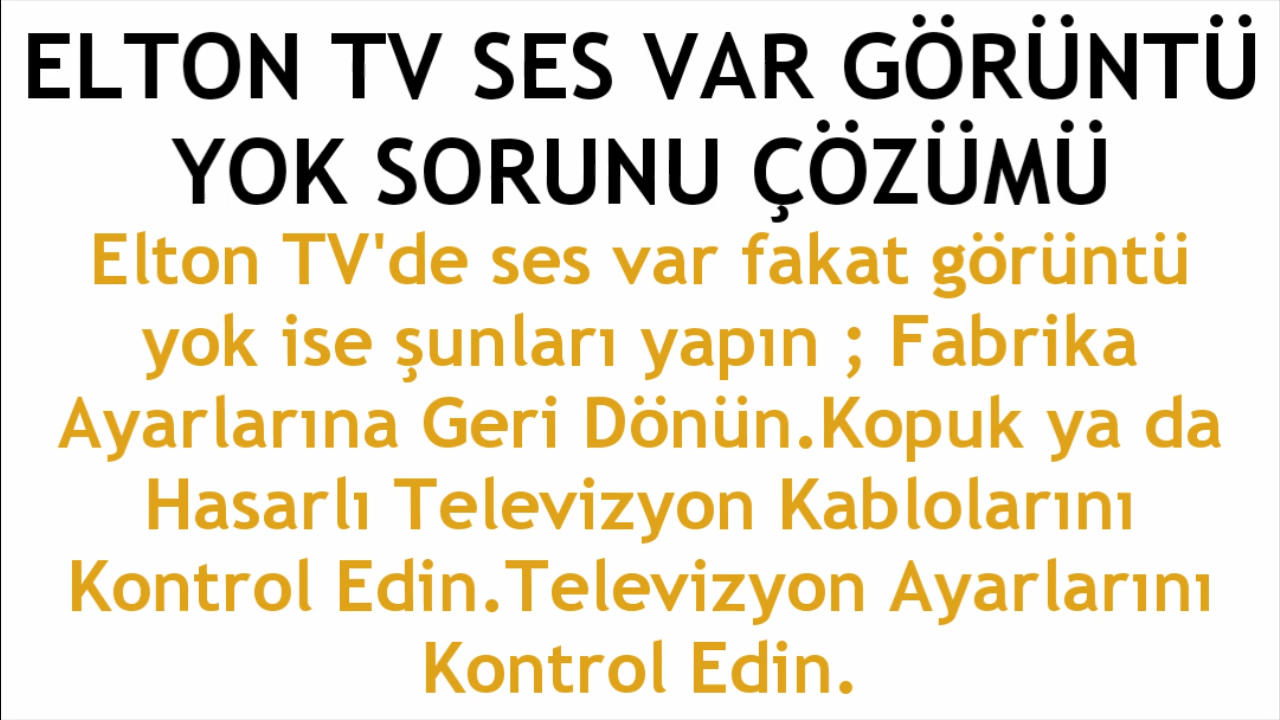 ELTON TV SES VAR GÖRÜNTÜ
YOK SORUNU ÇÖZÜMÜ
Elton TV'de ses var fakat görüntü
yok ise şunları yapın ; Fabrika
Ayarlarına Geri Dönün.Kopuk ya da
Hasarlı Televizyon Kablolarını
Kontrol Edin.Televizyon Ayarlarını
Kontrol Edin.